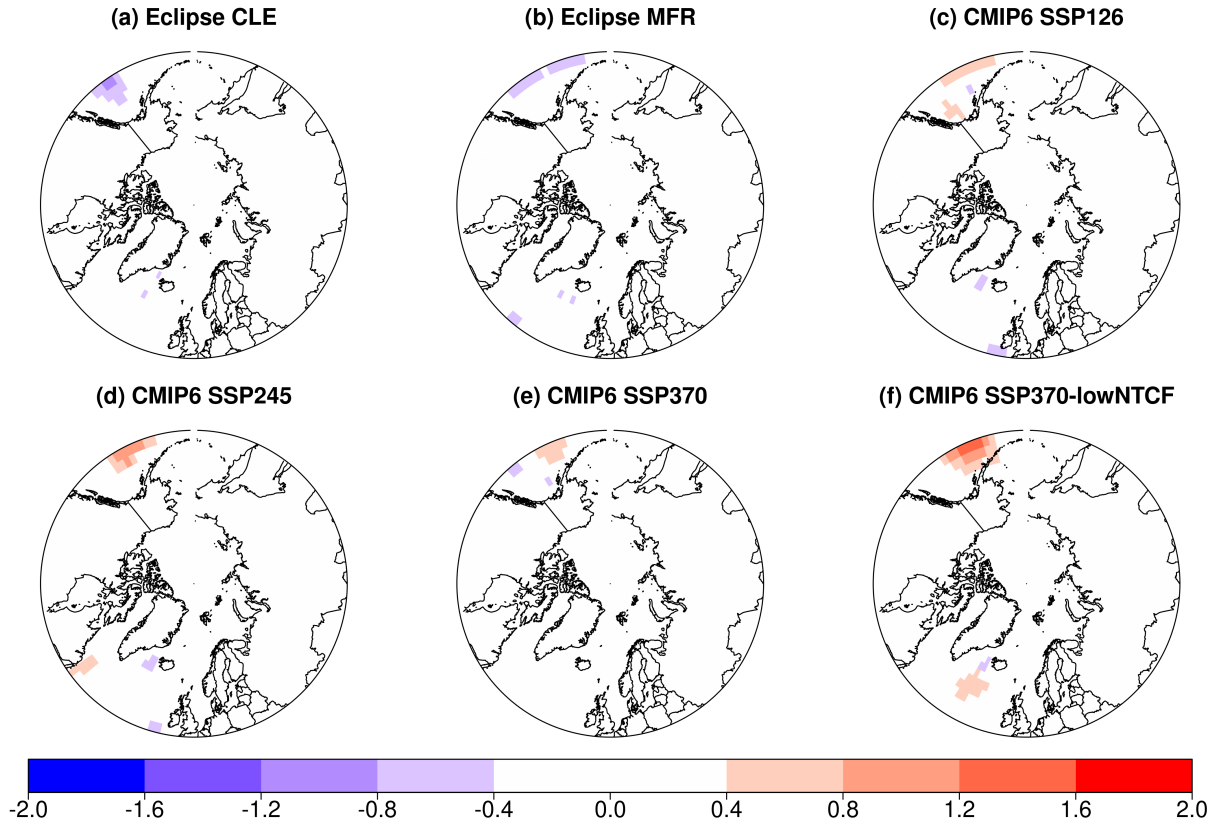 (a) Eclipse CLE
(b) Eclipse MFR
(c) CMIP6 SSP126
(d) CMIP6 SSP245
(e) CMIP6 SSP370
(f) CMIP6 SSP370-lowNTCF
-2.0 -1.6 -1.2 -0.8 -0.4 0.0 0.4 0.8 1.2 1.6 2.0